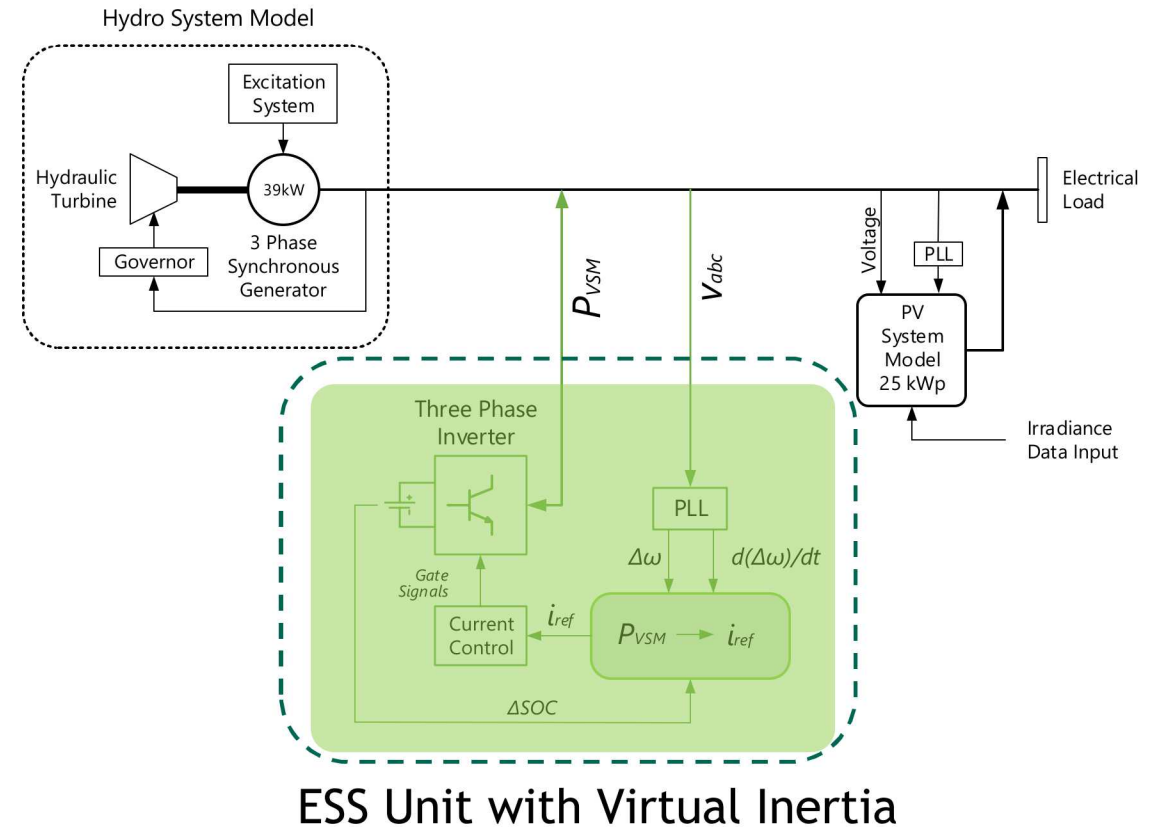 Hydro System Model
Excitation
System
Hydraulic
Turbine
39kW
Governor
3 Phase
Synchronous
Generator
Electrical
Load
Voltage
PLL
PV
System
Model
25 kWp
Irradiance
Data Input
P_VSM
v_abc
Three Phase
Inverter
PLL
Δω
d(Δω)/dt
Gate
Signals
Current
Control
i_ref
P_VSM
i_ref
ΔSOC
ESS Unit with Virtual Inertia